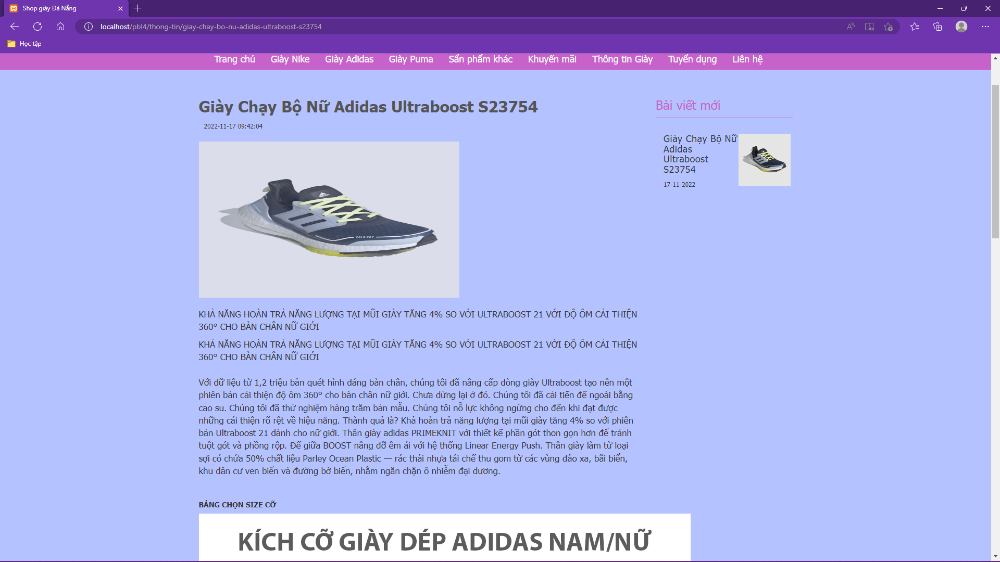 Shop giày Đà Nẵng
localhost/pbl4/thong-tin/giay-chay-bo-nu-adidas-ultraboost-s23754
Học tập
Trang chủ Giày Nike Giày Adidas Giày Puma Sẩn phẩm khác Khuyến mãi Thông tin Giày Tuyển dụng Liên hệ
Giày Chạy Bộ Nữ Adidas Ultraboost S23754
2022-11-17 09:42:04
COLD.RDY
KHẢ NĂNG HOÀN TRẢ NĂNG LƯỢNG TẠI MŨI GIÀY TĂNG 4% SO VỚI ULTRABOOST 21 VỚI ĐỘ ÔM CẢI THIỆN
360° CHO BÀN CHÂN NỮ GIỚI
KHẢ NĂNG HOÀN TRẢ NĂNG LƯỢNG TẠI MŨI GIÀY TĂNG 4% SO VỚI ULTRABOOST 21 VỚI ĐỘ ÔM CẢI THIỆN
360° CHO BÀN CHÂN NỮ GIỚI
Với dữ liệu từ 1,2 triệu bản quét hình dáng bàn chân, chúng tôi đã nâng cấp dòng giày Ultraboost tạo nên một
phiên bản cải thiện độ ôm 360° cho bàn chân nữ giới. Chưa dừng lại ở đó. Chúng tôi đã cải tiến đế ngoài bằng
cao su. Chúng tôi đã thử nghiệm hàng trăm bản mẫu. Chúng tôi nỗ lực không ngừng cho đến khi đạt được
những cái thiện rõ rệt về hiệu năng. Thành quả là? Khả hoàn trả năng lượng tại mũi giày tăng 4% so với phiên
bản Ultraboost 21 dành cho nữ giới. Thân giày adidas PRIMEKNIT với thiết kế phần gót thon gọn hơn để tránh
tuột gót và phồng rộp. Đế giữa BOOST nâng đỡ êm ái với hệ thống Linear Energy Push. Thân giày làm từ loại
sợi có chứa 50% chất liệu Parley Ocean Plastic — rác thải nhựa tái chế thu gom từ các vùng đảo xa, bãi biển,
khu dân cư ven biển và đường bờ biển, nhằm ngăn chặn ô nhiễm đại dương.
BẢNG CHỌN SIZE CỠ
KÍCH CỠ GIÀY DÉP ADIDAS NAM/NỮ
Bài viết mới
Giày Chạy Bộ Nữ
Adidas
Ultraboost
S23754
17-11-2022